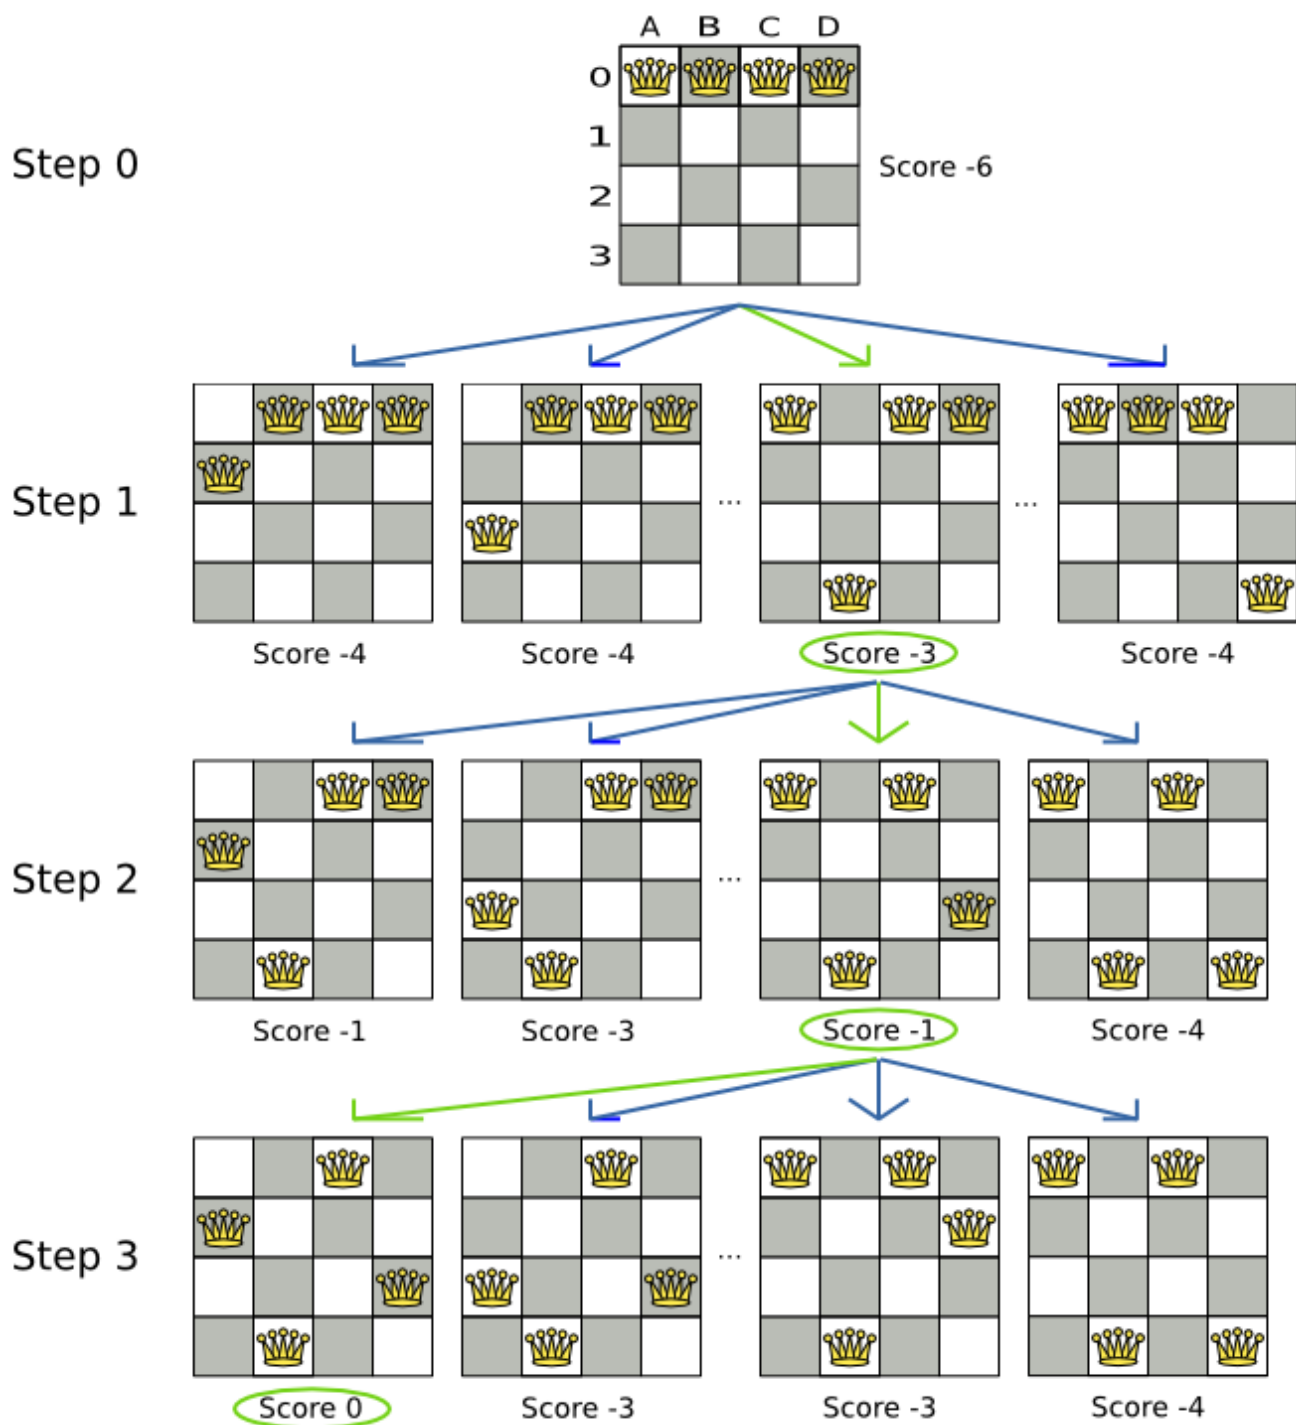 A B C D
0
1
Step 0
Score -6
2
3
Step 1
...
...
Score -4
Score -4
Score -3
Score -4
Step 2
...
Score -1
Score -3
Score -1
Score -4
Step 3
...
Score 0
Score -3
Score -3
Score -4